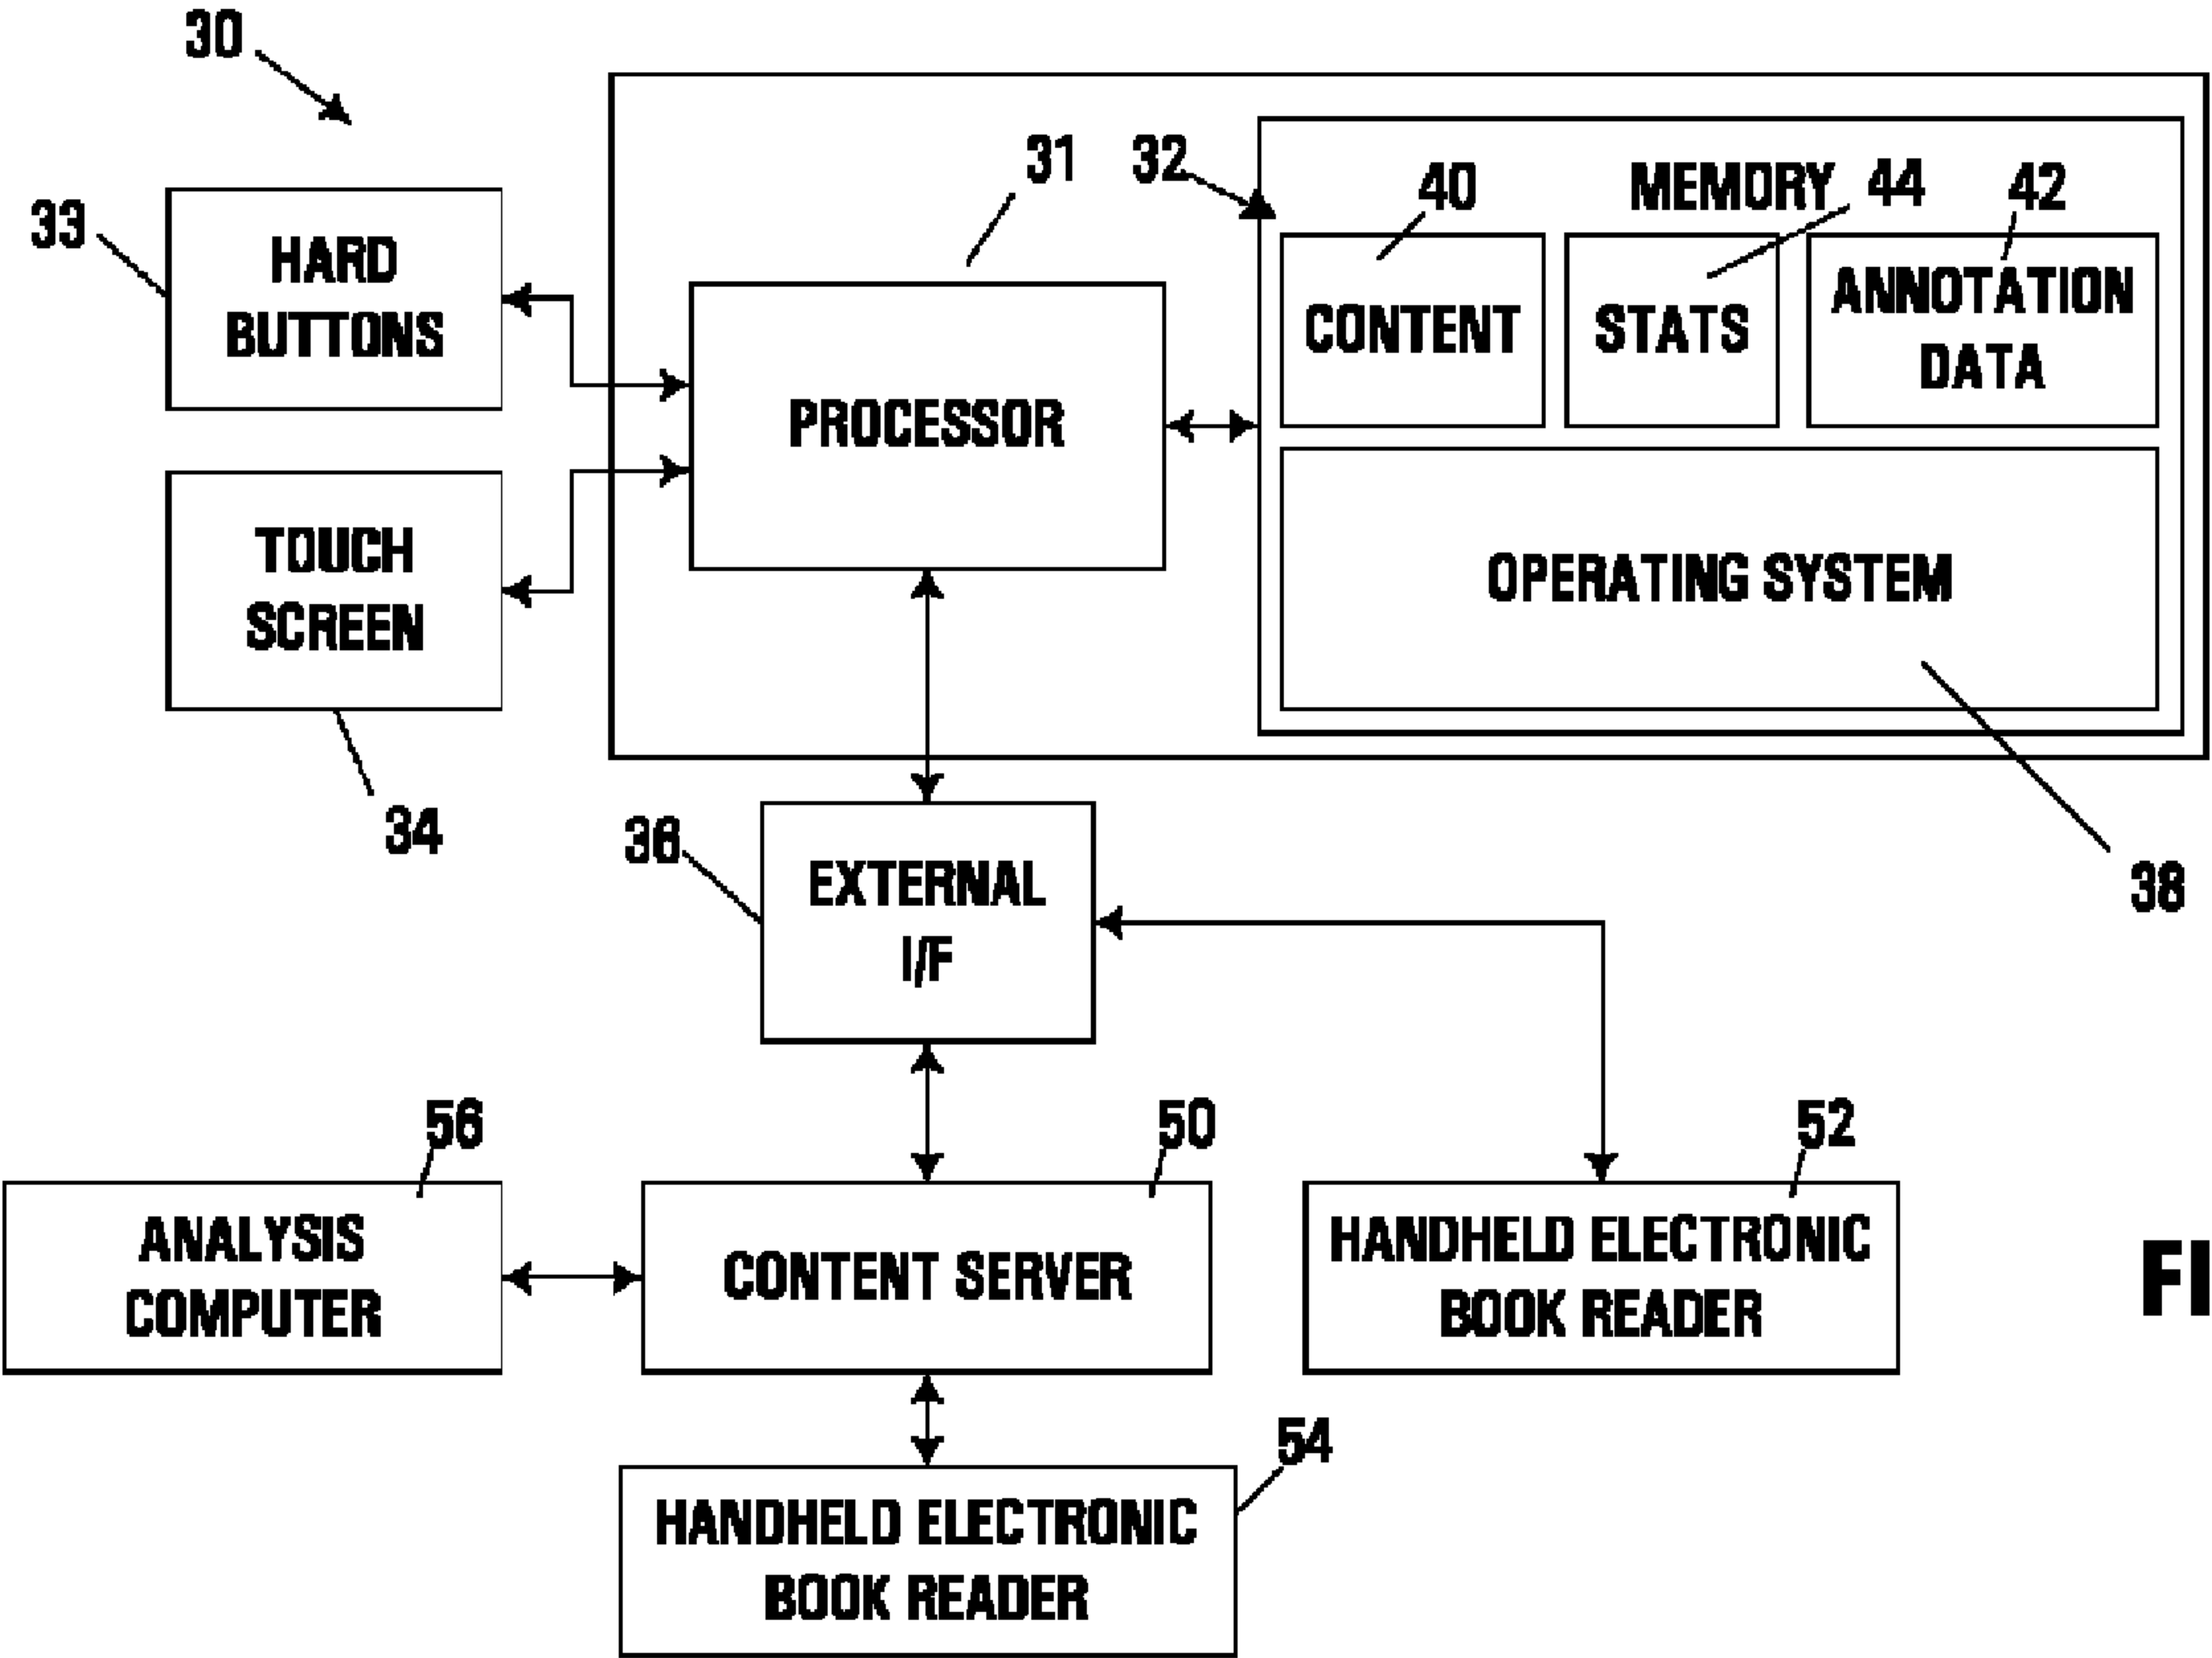 30
31
32
40
MEMORY
44
42
33
HARD
BUTTONS
CONTENT
STATS
ANNOTATION
DATA
PROCESSOR
TOUCH
SCREEN
OPERATING SYSTEM
34
36
EXTERNAL
I/F
38
56
50
52
ANALYSIS
COMPUTER
CONTENT SERVER
HANDHELD ELECTRONIC
BOOK READER
FI
54
HANDHELD ELECTRONIC
BOOK READER